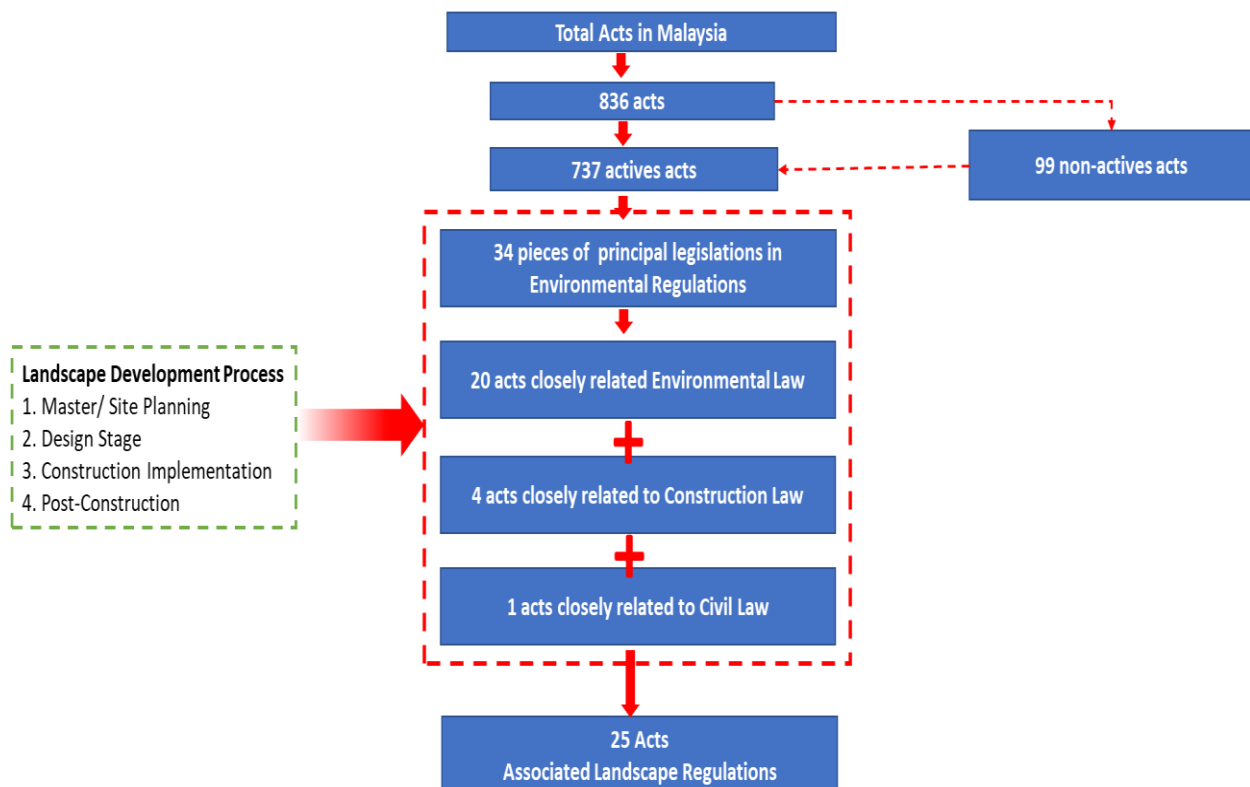 Total Acts in Malaysia
836 acts
737 actives acts
99 non-actives acts
34 pieces of principal legislations in
Environmental Regulations
20 acts closely related Environmental Law
4 acts closely related to Construction Law
1 acts closely related to Civil Law
25 Acts
Associated Landscape Regulations
Landscape Development Process
1. Master/ Site Planning
2. Design Stage
3. Construction Implementation
4. Post-Construction